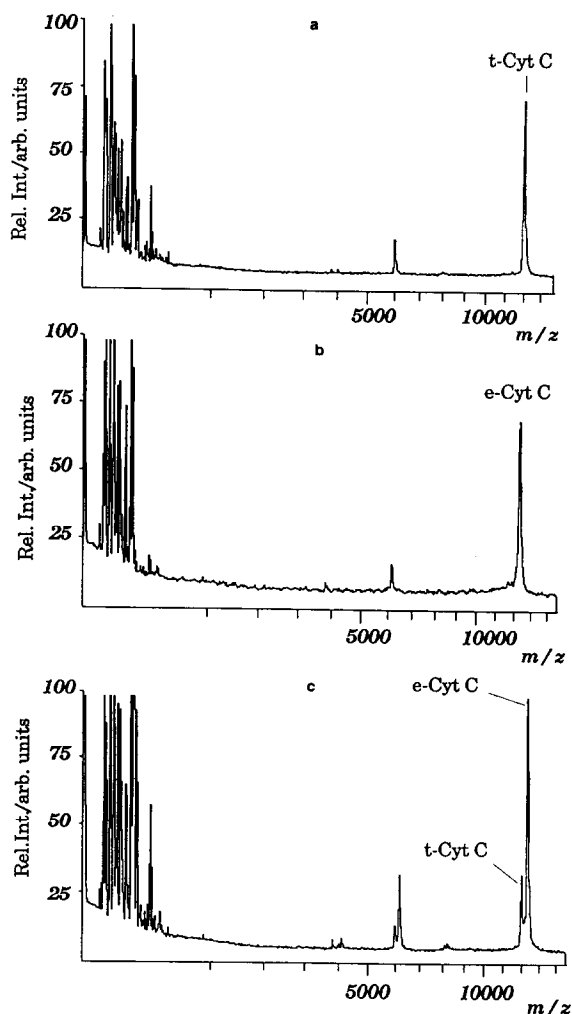 a
100
75
50
25
Rel. Int./arb. units
t-Cyt C
5000
10000
m/z
b
100
75
50
25
Rel. Int./arb. units
e-Cyt C
5000
10000
m/z
c
100
75
50
25
Rel.Int./arb. units
e-Cyt C
t-Cyt C
5000
10000
m/z